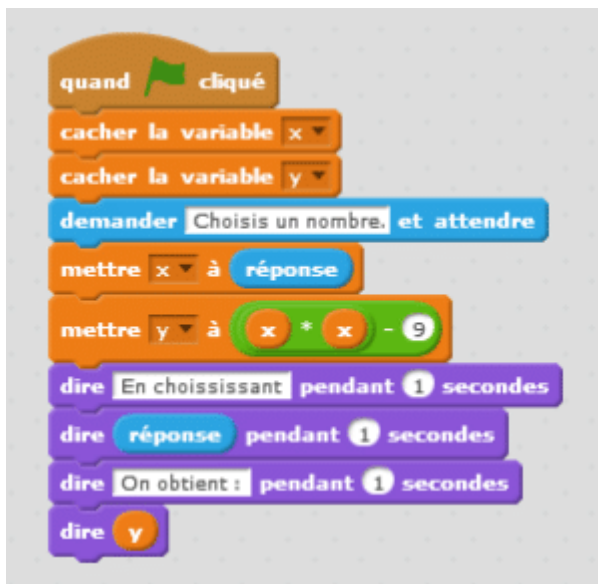 quand cliqué
cacher la variable x
cacher la variable y
demander Choisis un nombre. et attendre
mettre x à réponse
mettre y à x * x - 9
dire En choississant pendant 1 secondes
dire réponse pendant 1 secondes
dire On obtient : pendant 1 secondes
dire y